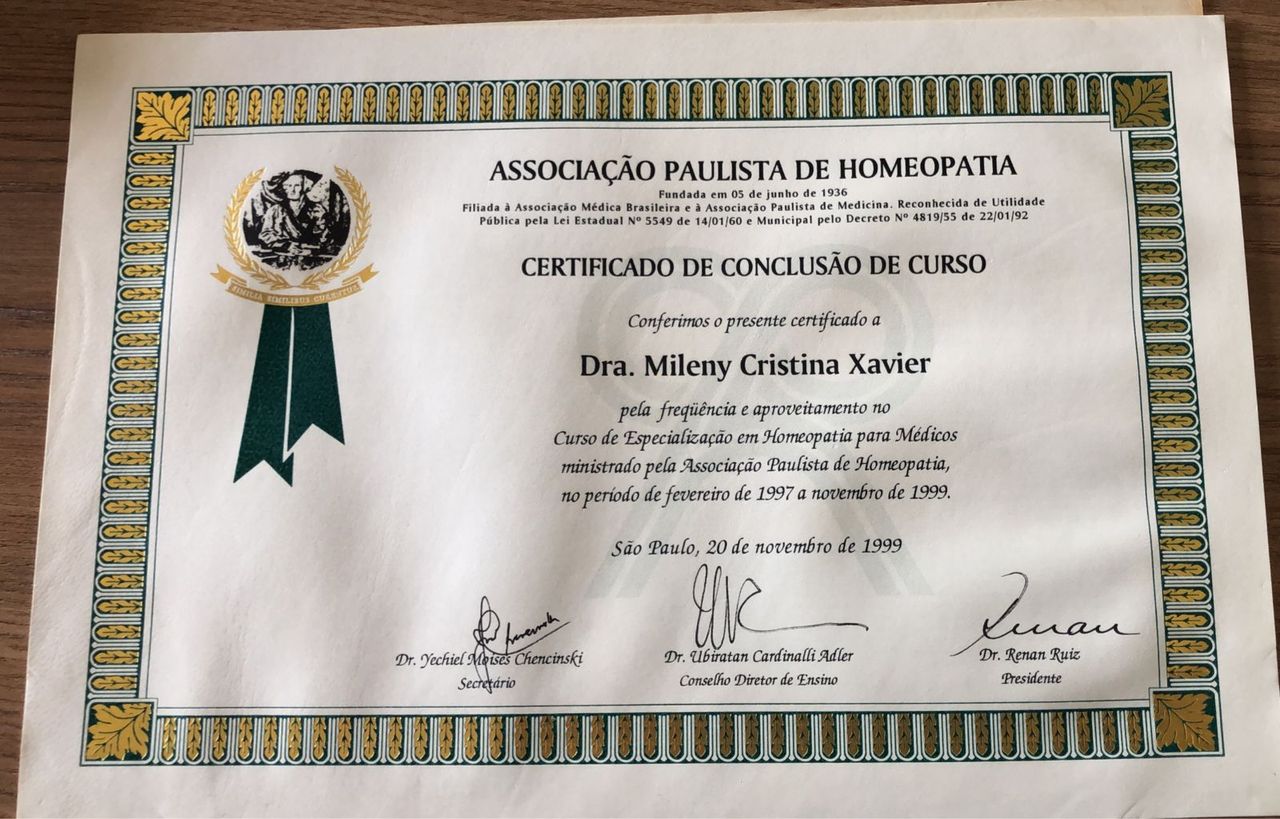 ASSOCIAÇÃO PAULISTA DE HOMEOPATIA
Fundada em 05 de junho de 1936
Filiada à Associação Médica Brasileira e à Associação Paulista de Medicina. Reconhecida de Utilidade
Pública pela Lei Estadual Nº 5549 de 14/01/60 e Municipal pelo Decreto Nº 4819/55 de 22/01/92
SIMILIA SIMILIBUS CURENTUR
CERTIFICADO DE CONCLUSÃO DE CURSO
Conferimos o presente certificado a
Dra. Mileny Cristina Xavier
pela freqüência e aproveitamento no
Curso de Especialização em Homeopatia para Médicos
ministrado pela Associação Paulista de Homeopatia,
no período de fevereiro de 1997 a novembro de 1999.
São Paulo, 20 de novembro de 1999
Renan
Dr. Yechiel Moises Chencinski
Secretário
Dr. Ubiratan Cardinalli Adler
Conselho Diretor de Ensino
Dr. Renan Ruiz
Presidente